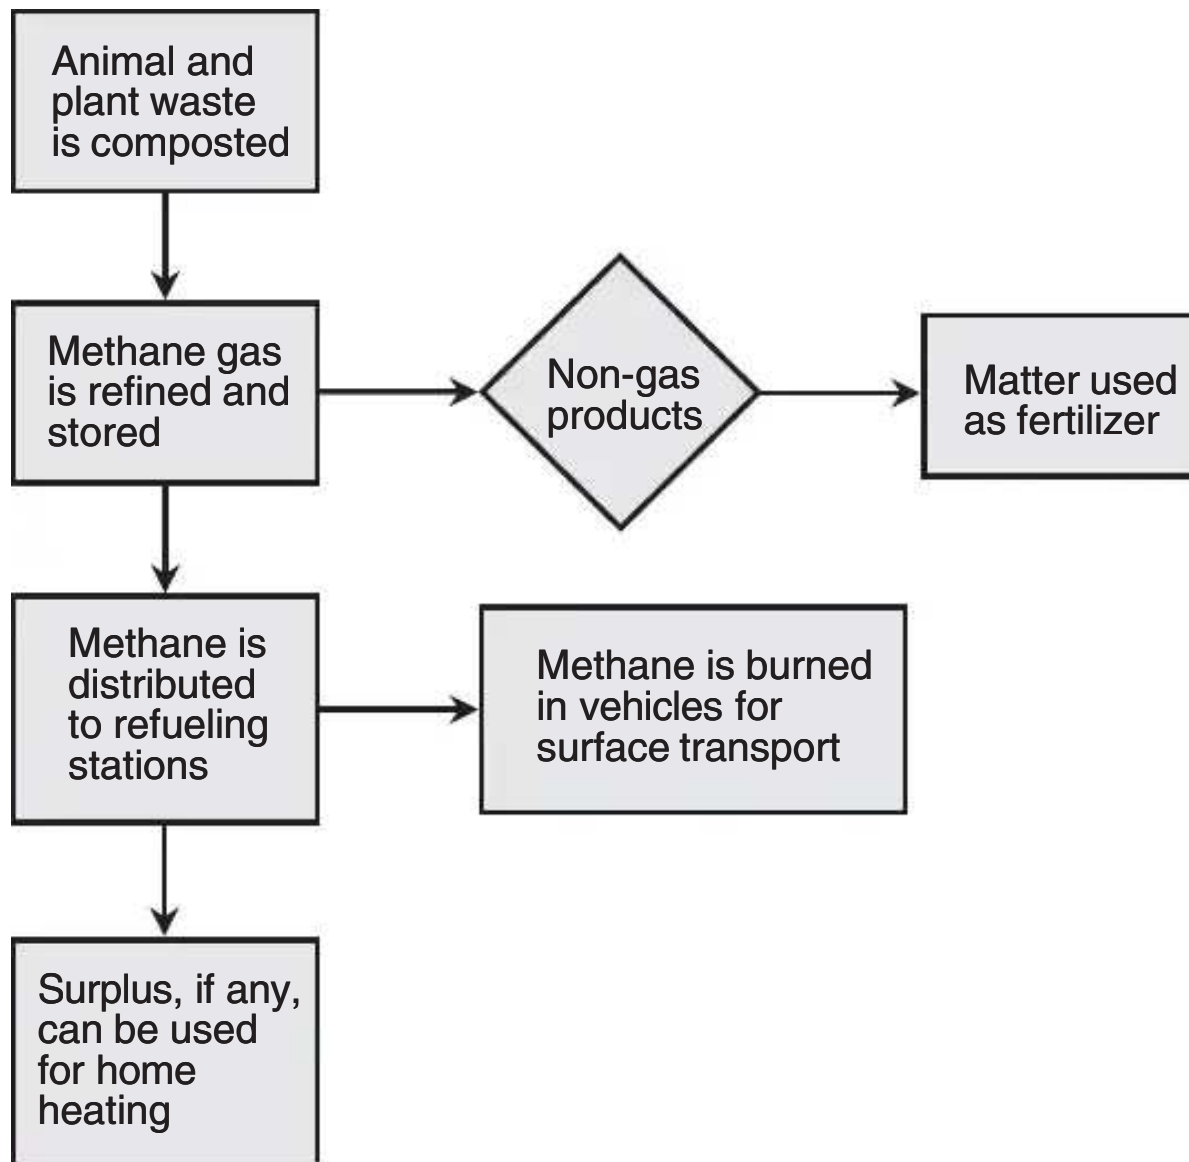 Animal and
plant waste
is composted
Methane gas
is refined and
stored
Non-gas
products
Matter used
as fertilizer
Methane is
distributed
to refueling
stations
Methane is burned
in vehicles for
surface transport
Surplus, if any,
can be used
for home
heating